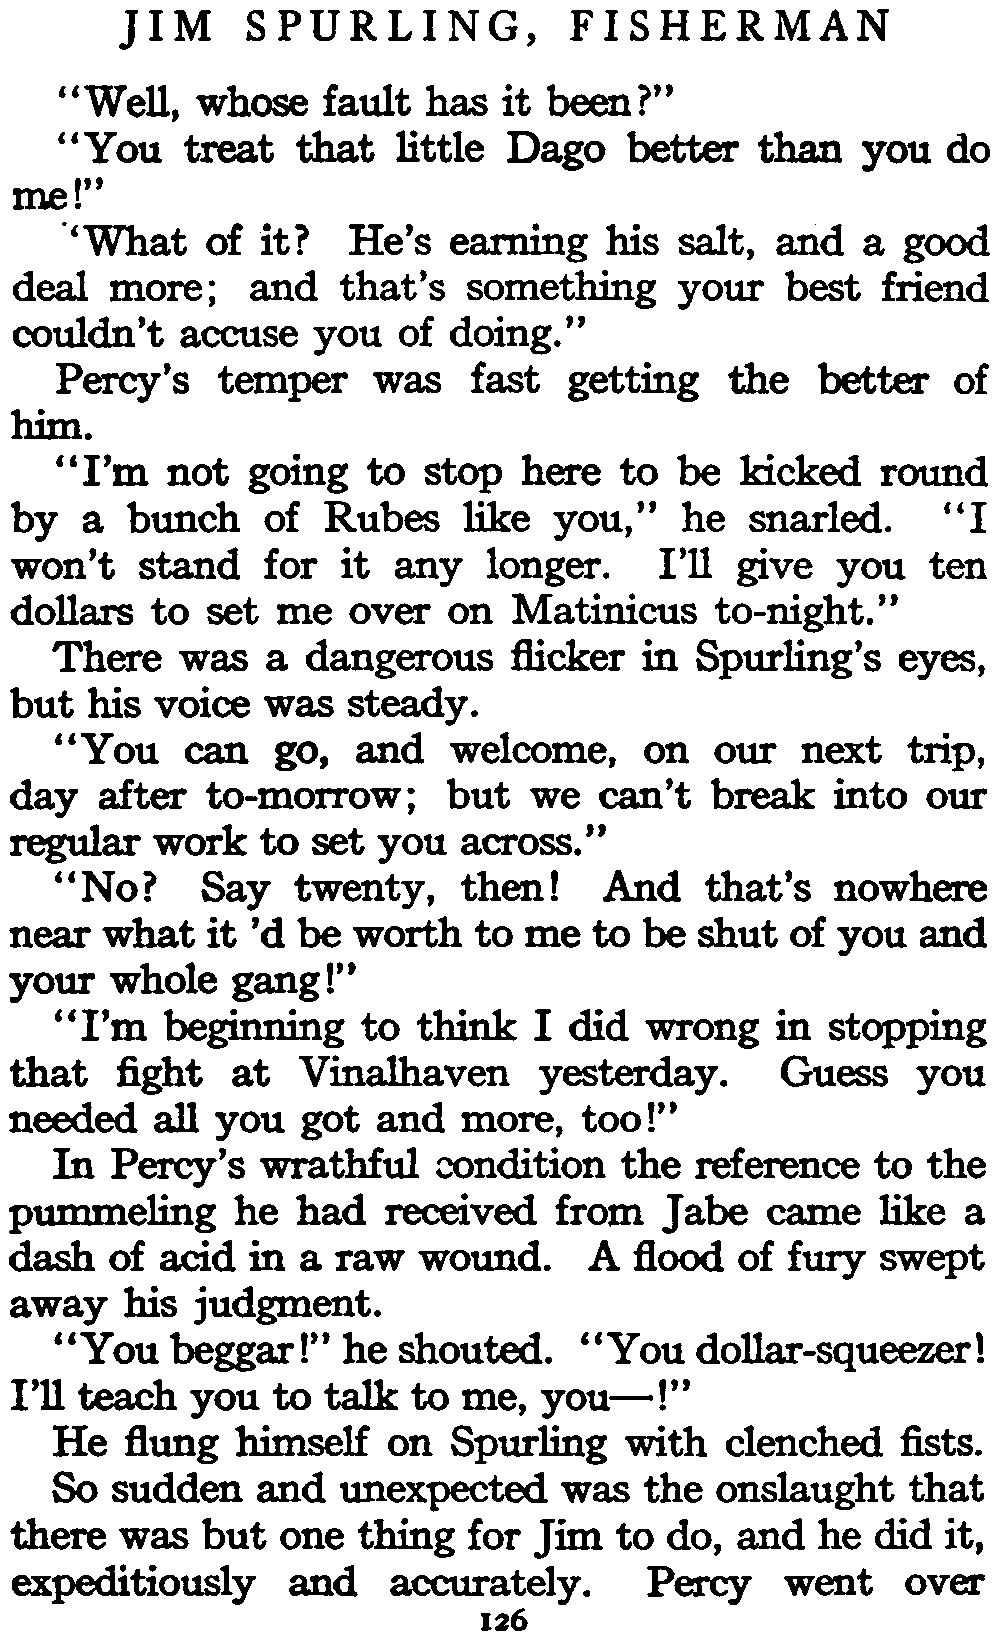 JIM SPURLING, FISHERMAN
"Well, whose fault has it been?"
"You treat that little Dago better than you do
me!"
"What of it? He's earning his salt, and a good
deal more; and that's something your best friend
couldn't accuse you of doing."
Percy's temper was fast getting the better of
him.
"I'm not going to stop here to be kicked round
by a bunch of Rubes like you," he snarled. "I
won't stand for it any longer. I'll give you ten
dollars to set me over on Matinicus to-night."
There was a dangerous flicker in Spurling's eyes,
but his voice was steady.
"You can go, and welcome, on our next trip,
day after to-morrow; but we can't break into our
regular work to set you across."
"No? Say twenty, then! And that's nowhere
near what it 'd be worth to me to be shut of you and
your whole gang!"
"I'm beginning to think I did wrong in stopping
that fight at Vinalhaven yesterday. Guess you
needed all you got and more, too!"
In Percy's wrathful condition the reference to the
pummeling he had received from Jabe came like a
dash of acid in a raw wound. A flood of fury swept
away his judgment.
"You beggar!" he shouted. "You dollar-squeezer!
I'll teach you to talk to me, you—!"
He flung himself on Spurling with clenched fists.
So sudden and unexpected was the onslaught that
there was but one thing for Jim to do, and he did it,
expeditiously and accurately. Percy went over
126